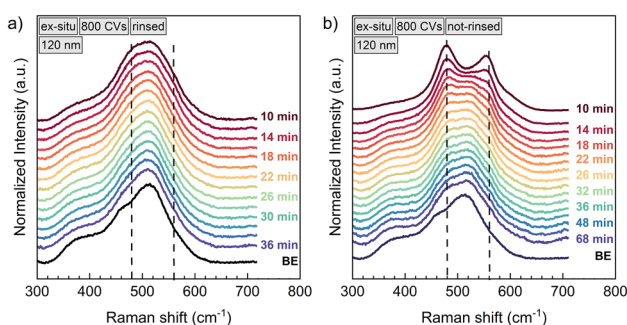 a)
ex-situ 800 CVs rinsed
120 nm
10 min
14 min
18 min
22 min
26 min
30 min
36 min
BE
Normalized Intensity (a.u.)
300 400 500 600 700 800
Raman shift (cm⁻¹)
b)
ex-situ 800 CVs not-rinsed
120 nm
10 min
14 min
18 min
22 min
26 min
32 min
36 min
48 min
68 min
BE
Normalized Intensity (a.u.)
300 400 500 600 700 800
Raman shift (cm⁻¹)